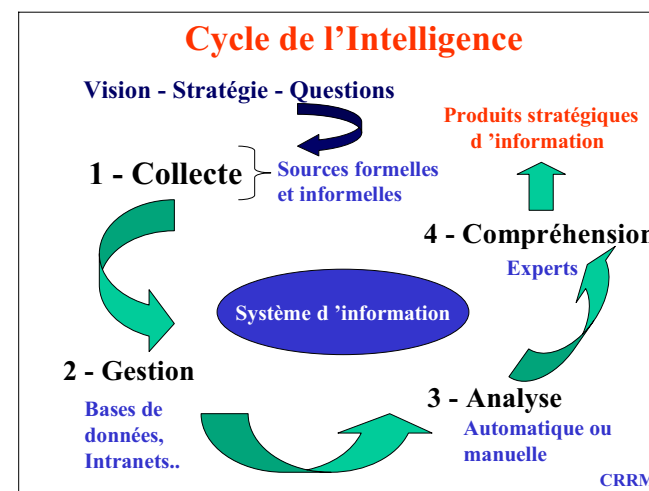 Cycle de l’Intelligence
Vision - Stratégie - Questions
Produits stratégiques
d ’information
1 - Collecte
Sources formelles
et informelles
4 - Compréhension
Experts
Système d ’information
2 - Gestion
Bases de
données,
Intranets..
3 - Analyse
Automatique ou
manuelle
CRRM